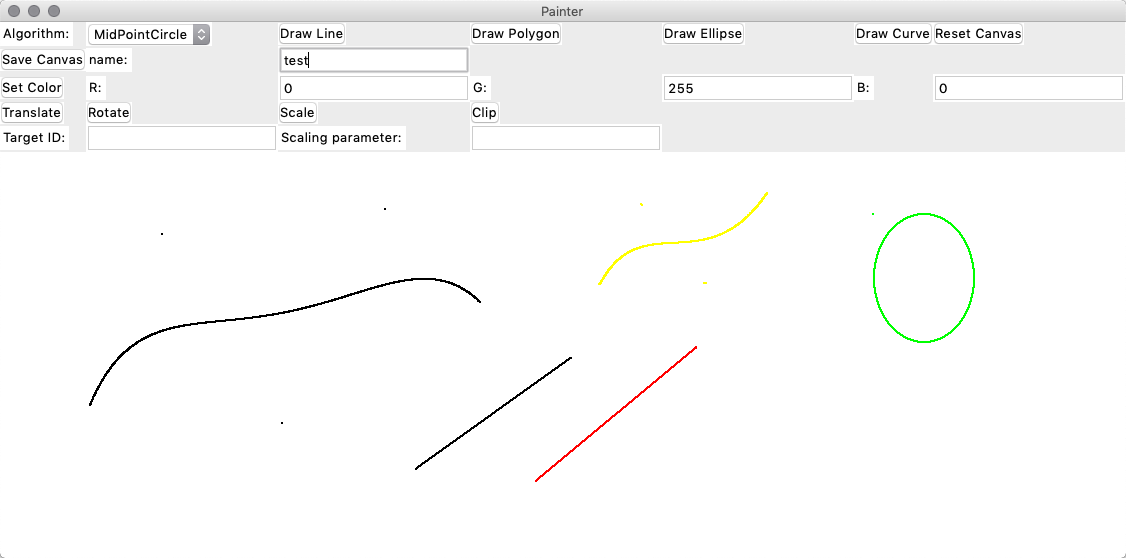 Painter
Algorithm: MidPointCircle Draw Line Draw Polygon Draw Ellipse Draw Curve Reset Canvas
Save Canvas name: test
Set Color R: 0 G: 255 B: 0
Translate Rotate Scale Clip
Target ID: Scaling parameter: